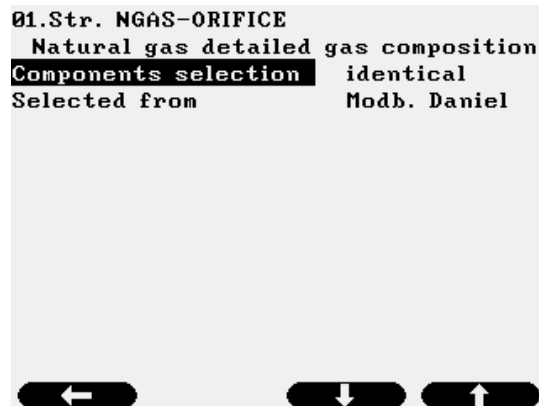 01.Str. NGAS-ORIFICE
Natural gas detailed gas composition
Components selection identical
Selected from Modb. Daniel